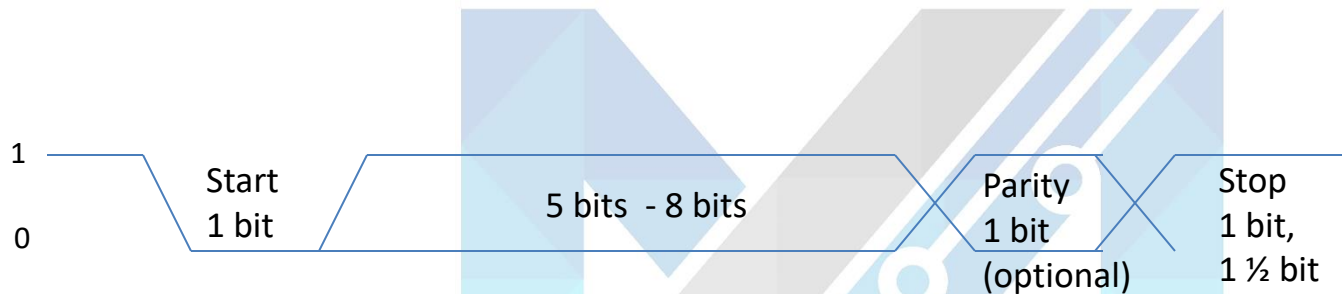 1
0
Start
1 bit
5 bits - 8 bits
Parity
1 bit
(optional)
Stop
1 bit,
1 ½ bit